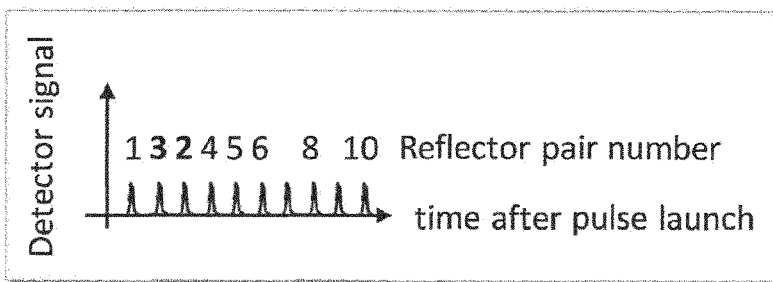 Detector signal
1 3 2 4 5 6 8 10 Reflector pair number
time after pulse launch